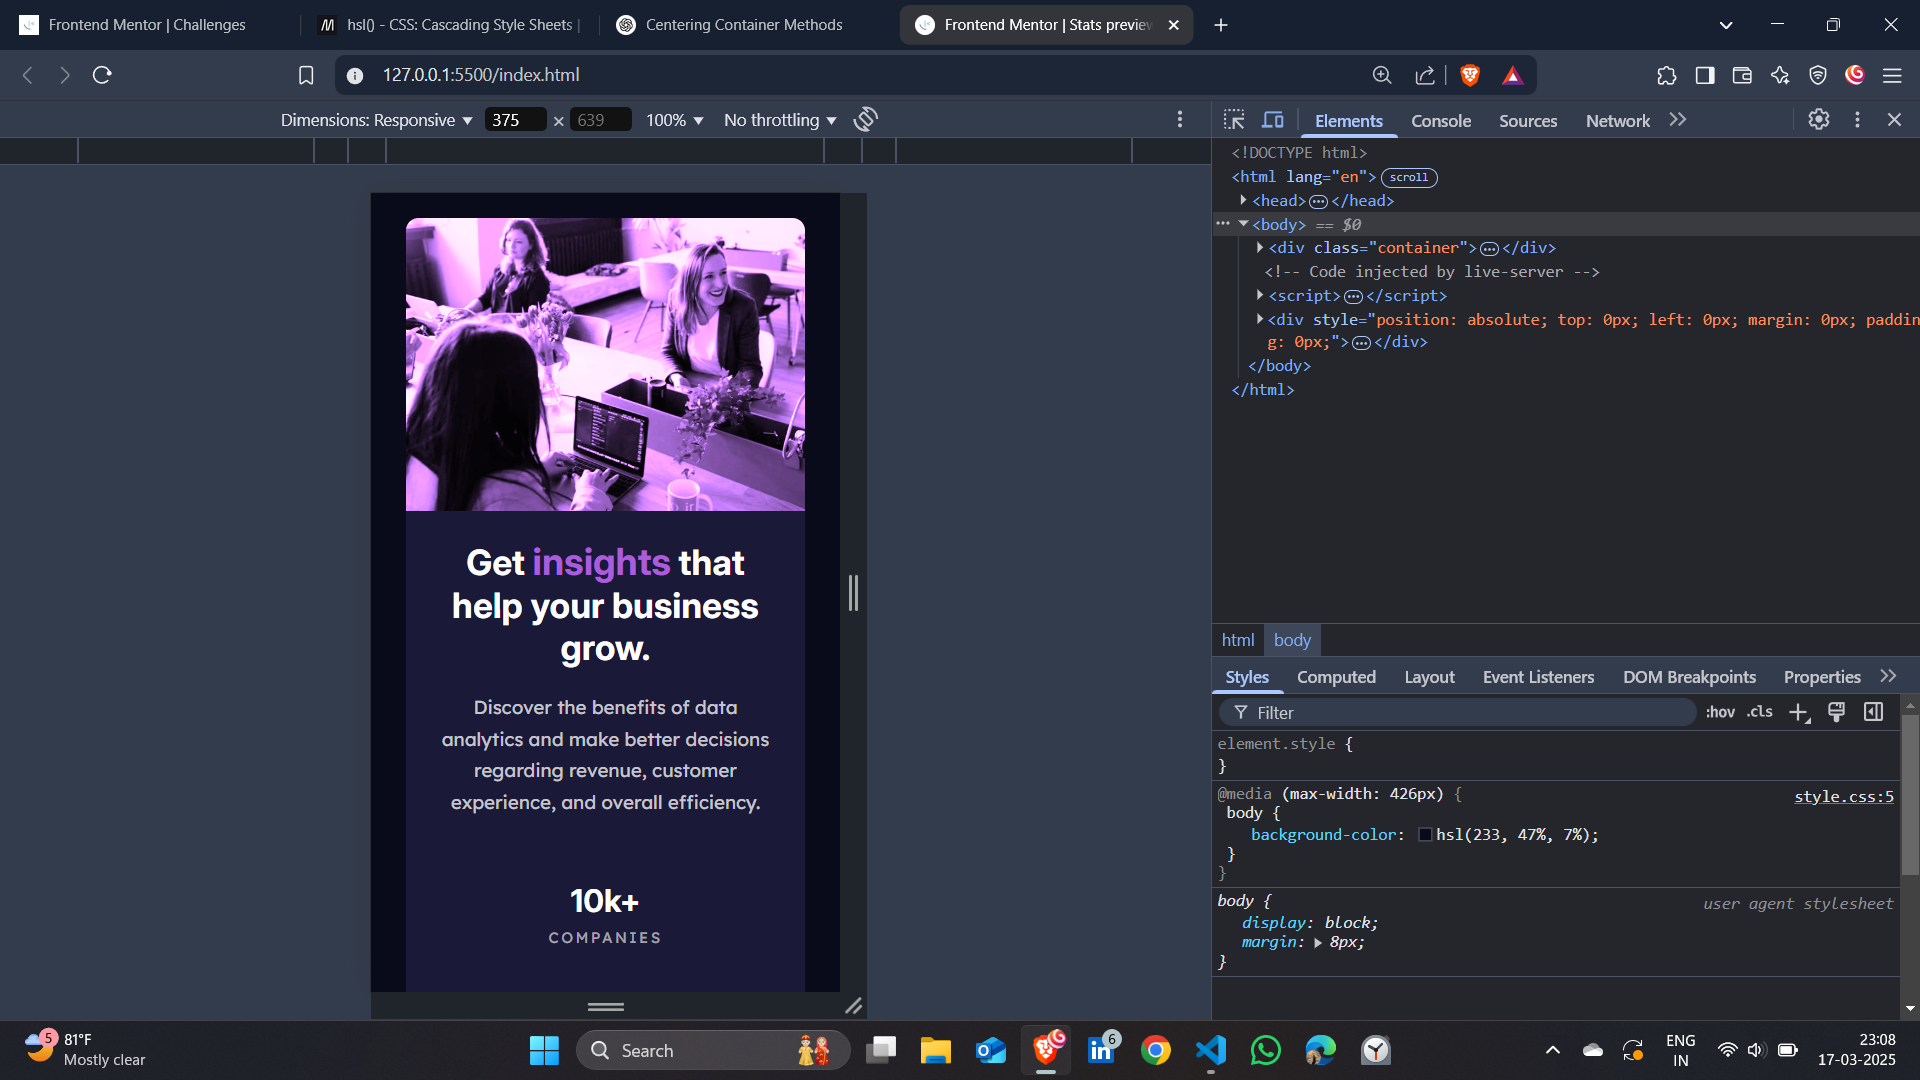 Frontend Mentor | Challenges
hsl() - CSS: Cascading Style Sheets |
Centering Container Methods
Frontend Mentor | Stats preview
127.0.0.1:5500/index.html
Dimensions: Responsive 375 × 639 100% No throttling
Elements Console Sources Network
<!DOCTYPE html>
<html lang="en"> scroll
<head> </head>
<body> == $0
<div class="container"> </div>
<!-- Code injected by live-server -->
<script> </script>
<div style="position: absolute; top: 0px; left: 0px; margin: 0px; paddin
g: 0px;"> </div>
</body>
</html>
Get insights that
help your business
grow.
Discover the benefits of data
analytics and make better decisions
regarding revenue, customer
experience, and overall efficiency.
10k+
COMPANIES
html body
Styles Computed Layout Event Listeners DOM Breakpoints Properties
Filter :hov .cls
element.style {
}
@media (max-width: 426px) { style.css:5
body {
background-color: hsl(233, 47%, 7%);
}
}
body { user agent stylesheet
display: block;
margin: 8px;
}
5
81°F
Mostly clear
Search
6
ENG
IN
23:08
17-03-2025